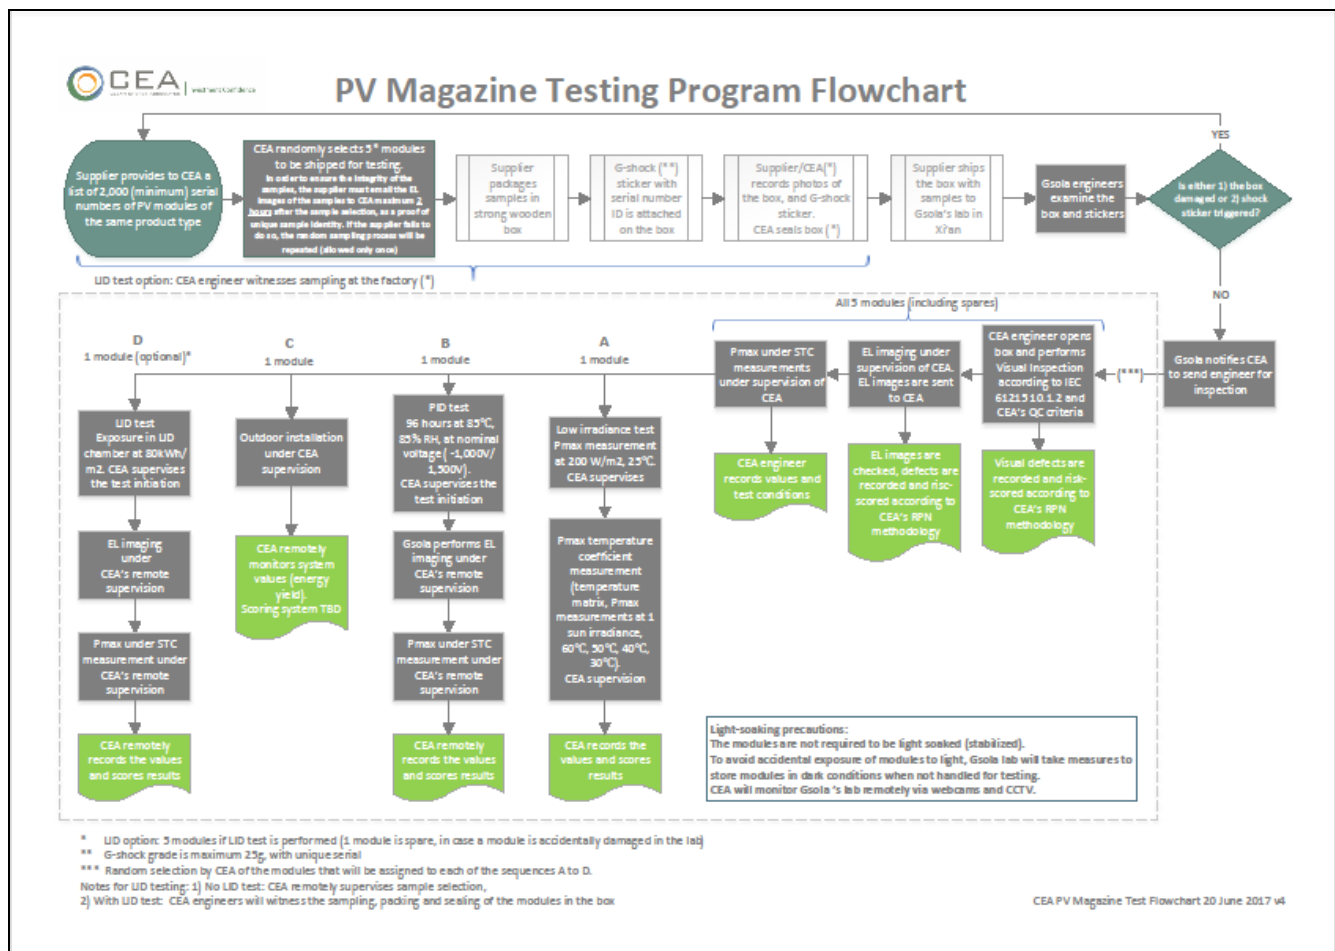 CEA
Investment Confidence
PV Magazine Testing Program Flowchart
YES
Supplier provides to CEA a
list of 2,000 (minimum) serial
numbers of PV modules of
the same product type
CEA randomly selects 5* modules
to be shipped for testing.
In order to ensure the integrity of the
samples, the supplier must email the EL
images of the samples to CEA maximum 2
hours after the sample selection, as a proof of
unique sample identity. If the supplier fails to
do so, the random sampling process will be
repeated (allowed only once)
Supplier
packages
samples in
strong wooden
box
G-shock (**)
sticker with
serial number
ID is attached
on the box
Supplier/CEA(*)
records photos of
the box, and G-shock
sticker.
CEA seals box (*)
Supplier ships
the box with
samples to
Gsola's lab in
Xi?an
Gsola engineers
examine the
box and stickers
Is either 1) the box
damaged or 2) shock
sticker triggered?
LID test option: CEA engineer witnesses sampling at the factory (*)
NO
All 5 modules (including spares)
D
1 module (optional)*
C
1 module
B
1 module
A
1 module
Pmax under STC
measurements
under supervision of
CEA
EL imaging under
supervision of CEA.
EL images are sent
to CEA
CEA engineer opens
box and performs
Visual Inspection
according to IEC
61215 10.1.2 and
CEA's QC criteria
(***)
Gsola notifies CEA
to send engineer for
inspection
LID test
Exposure in LID
chamber at 80kWh/
m2. CEA supervises
the test initiation
Outdoor installation
under CEA
supervision
PID test
96 hours at 85°C,
85% RH, at nominal
voltage ( -1,000V/
1,500V).
CEA supervises the
test initiation
Low irradiance test
Pmax measurement
at 200 W/m2, 25°C.
CEA supervises
CEA engineer
records values and
test conditions
EL images are
checked, defects are
recorded and risc-
scored according to
CEA's RPN
methodology
Visual defects are
recorded and risk-
scored according to
CEA's RPN
methodology
EL imaging
under
CEA's remote
supervision
CEA remotely
monitors system
values (energy
yield).
Scoring system TBD
Gsola performs EL
imaging under
CEA's remote
supervision
Pmax temperature
coefficient
measurement
(temperature
matrix, Pmax
measurements at 1
sun irradiance,
60°C, 50°C, 40°C,
30°C).
CEA supervision
Pmax under STC
measurement under
CEA's remote
supervision
Pmax under STC
measurement under
CEA's remote
supervision
CEA remotely
records the values
and scores results
CEA remotely
records the values
and scores results
CEA records the
values and scores
results
Light-soaking precautions:
The modules are not required to be light soaked (stabilized).
To avoid accidental exposure of modules to light, Gsola lab will take measures to
store modules in dark conditions when not handled for testing.
CEA will monitor Gsola 's lab remotely via webcams and CCTV.
* LID option: 5 modules if LID test is performed (1 module is spare, in case a module is accidentally damaged in the lab)
** G-shock grade is maximum 25g, with unique serial
*** Random selection by CEA of the modules that will be assigned to each of the sequences A to D.
Notes for LID testing: 1) No LID test: CEA remotely supervises sample selection,
2) With LID test: CEA engineers will witness the sampling, packing and sealing of the modules in the box
CEA PV Magazine Test Flowchart 20 June 2017 v4